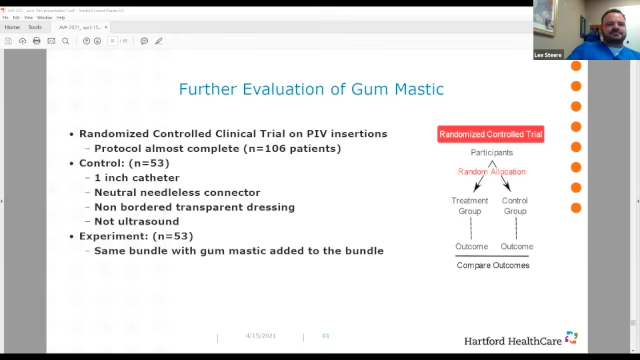 Home
Tools
Lee Steere
Further Evaluation of Gum Mastic
• Randomized Controlled Clinical Trial on PIV insertions
– Protocol almost complete (n=106 patients)
• Control: (n=53)
– 1 inch catheter
– Neutral needleless connector
– Non bordered transparent dressing
– Not ultrasound
• Experiment: (n=53)
– Same bundle with gum mastic added to the bundle
Randomized Controlled Trial
Participants
Random Allocation
Treatment Group
Control Group
Outcome
Outcome
Compare Outcomes
4/15/2021
Hartford HealthCare